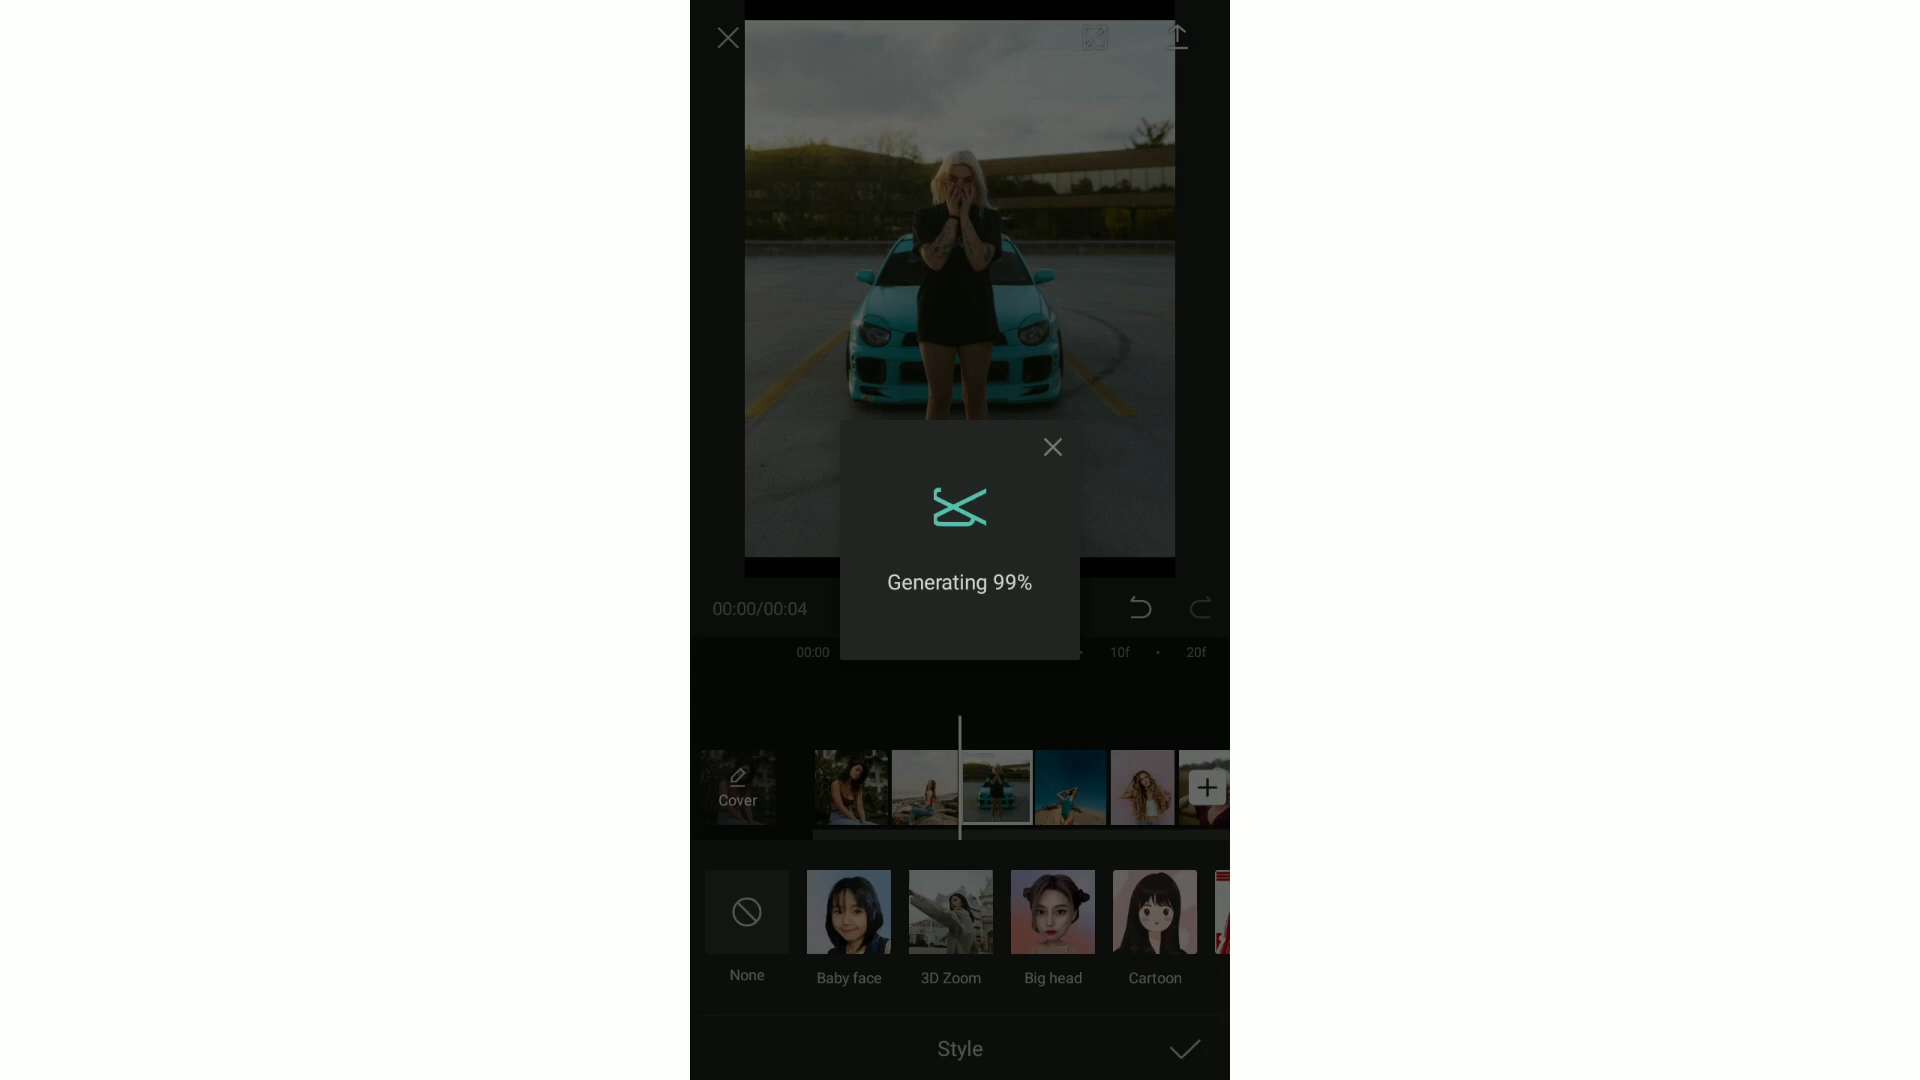 Generating 99%
00:00/00:04
00:00
10f
20f
Cover
None
Baby face
3D Zoom
Big head
Cartoon
Style